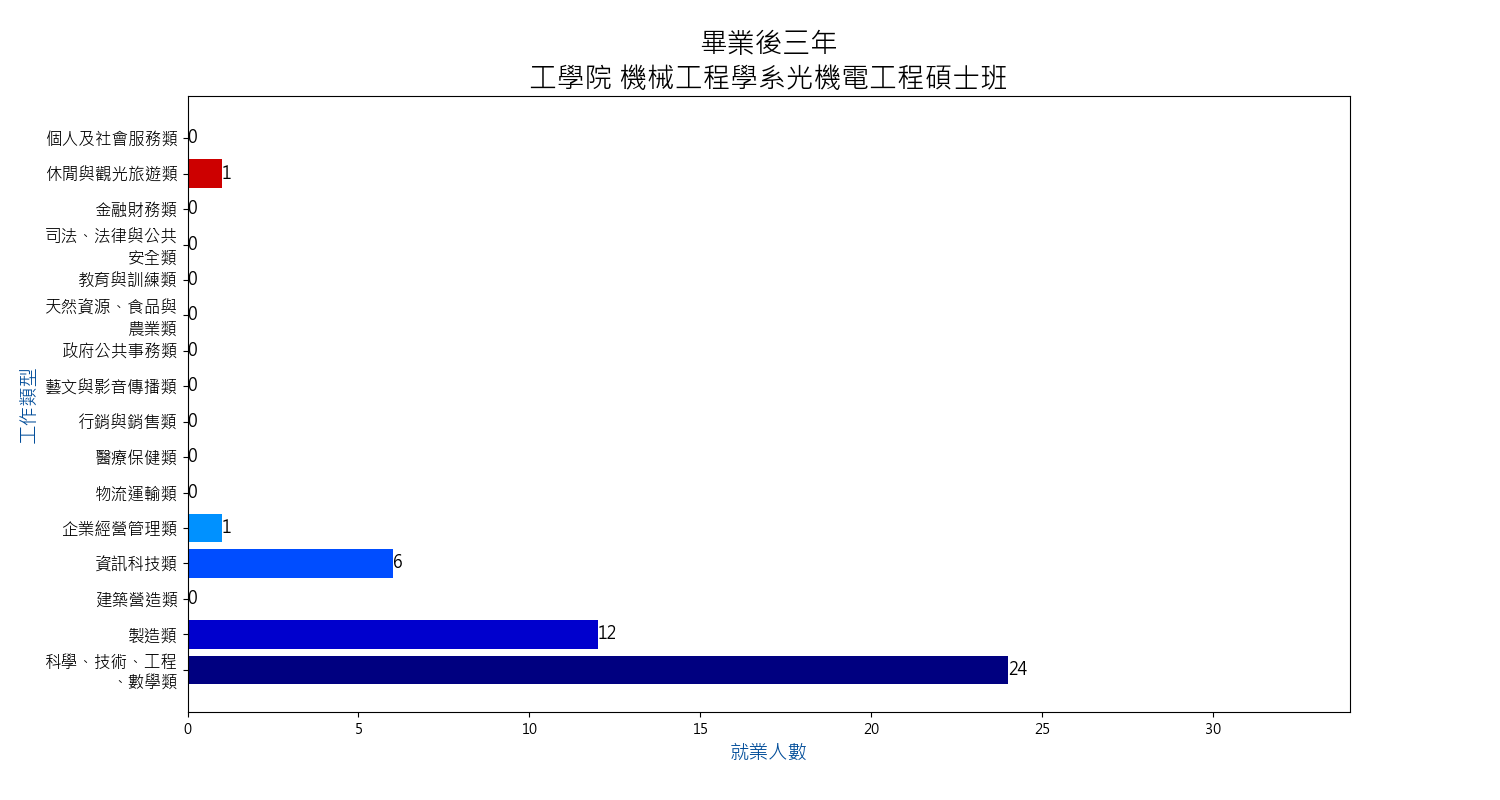 畢業後三年
工學院 機械工程學系光機電工程碩士班
工作類型
個人及社會服務類 0
休閒與觀光旅遊類 1
金融財務類 0
司法、法律與公共
安全類 0
教育與訓練類 0
天然資源、食品與
農業類 0
政府公共事務類 0
藝文與影音傳播類 0
行銷與銷售類 0
醫療保健類 0
物流運輸類 0
企業經營管理類 1
資訊科技類 6
建築營造類 0
製造類 12
科學、技術、工程
、數學類 24
0 5 10 15 20 25 30
就業人數